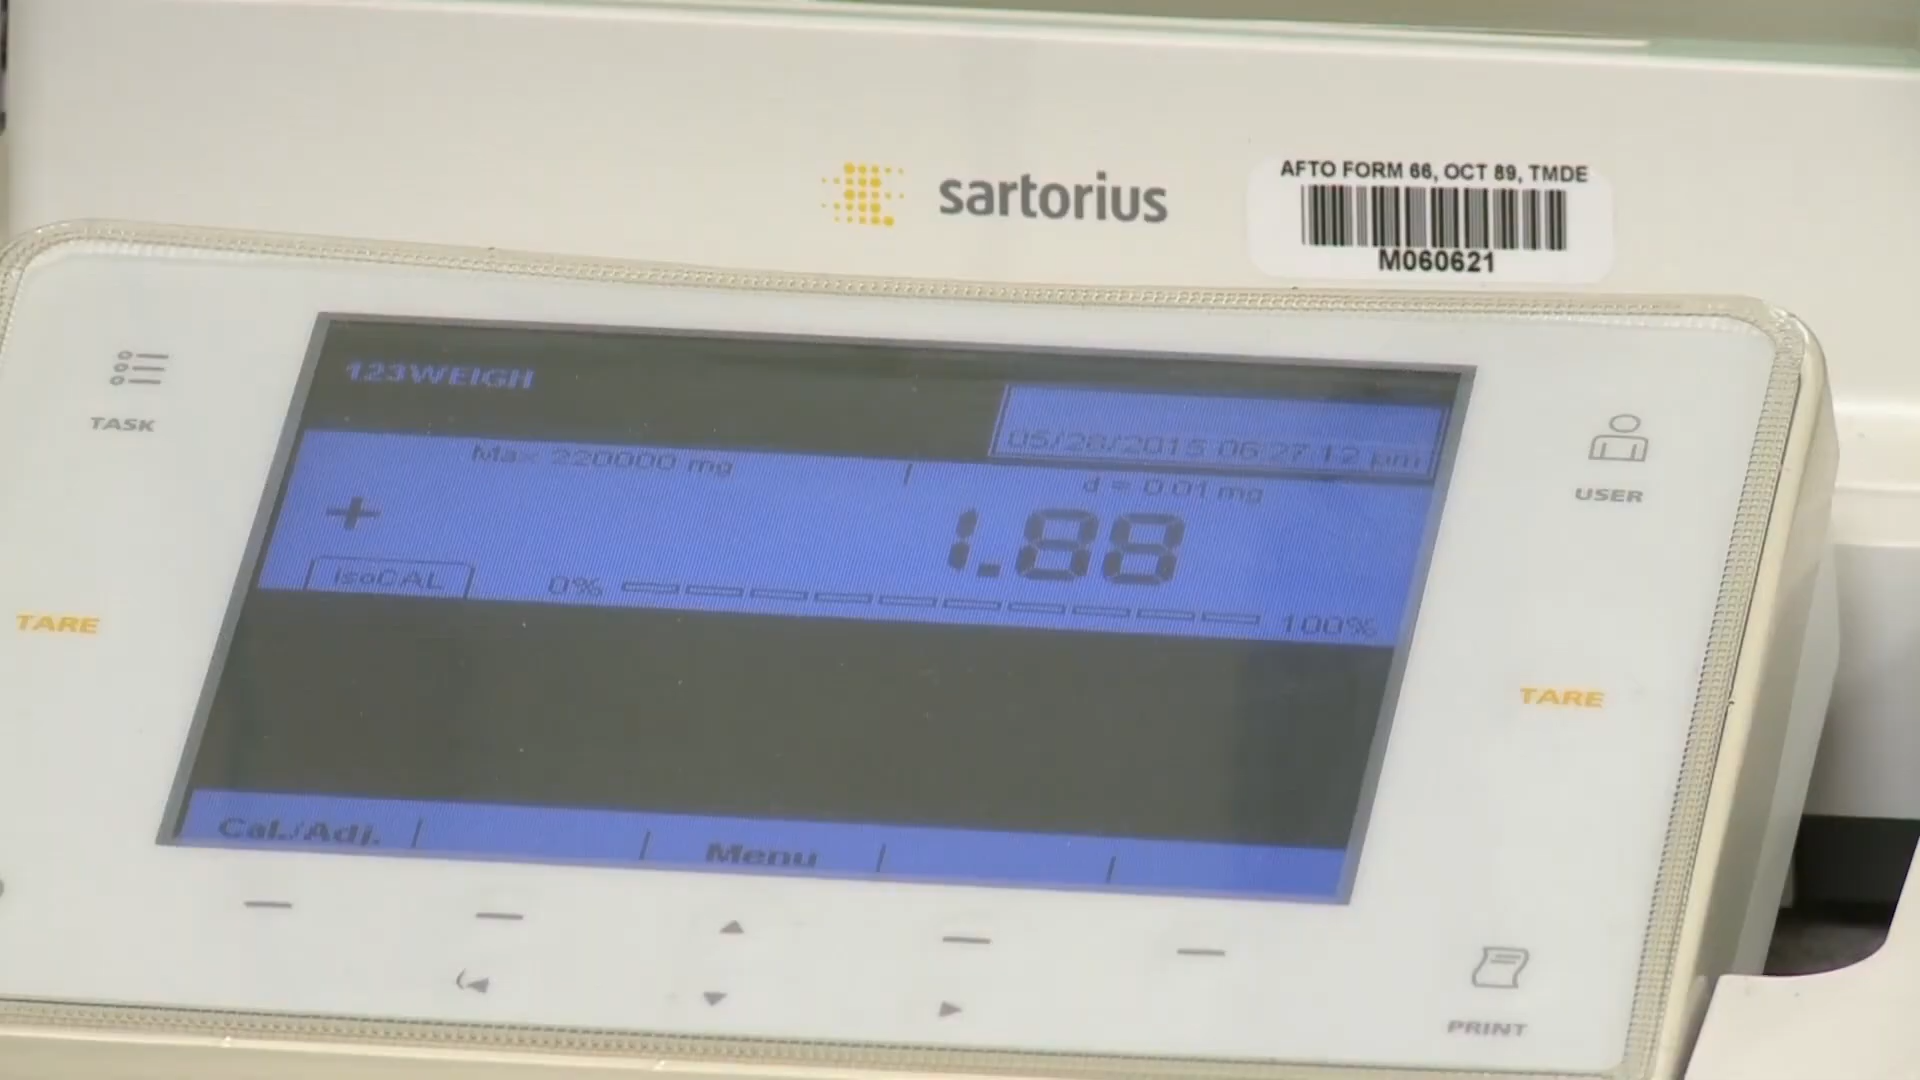 sartorius
AFTO FORM 66, OCT 89, TMDE
M060621
TASK
123WEIGH
05/28/2015 06:27:12 pm
Max 220000 mg
d = 0.01 mg
+ 1.88
isoCAL
0%
100%
USER
TARE
TARE
Cal./Adj.
Menu
PRINT